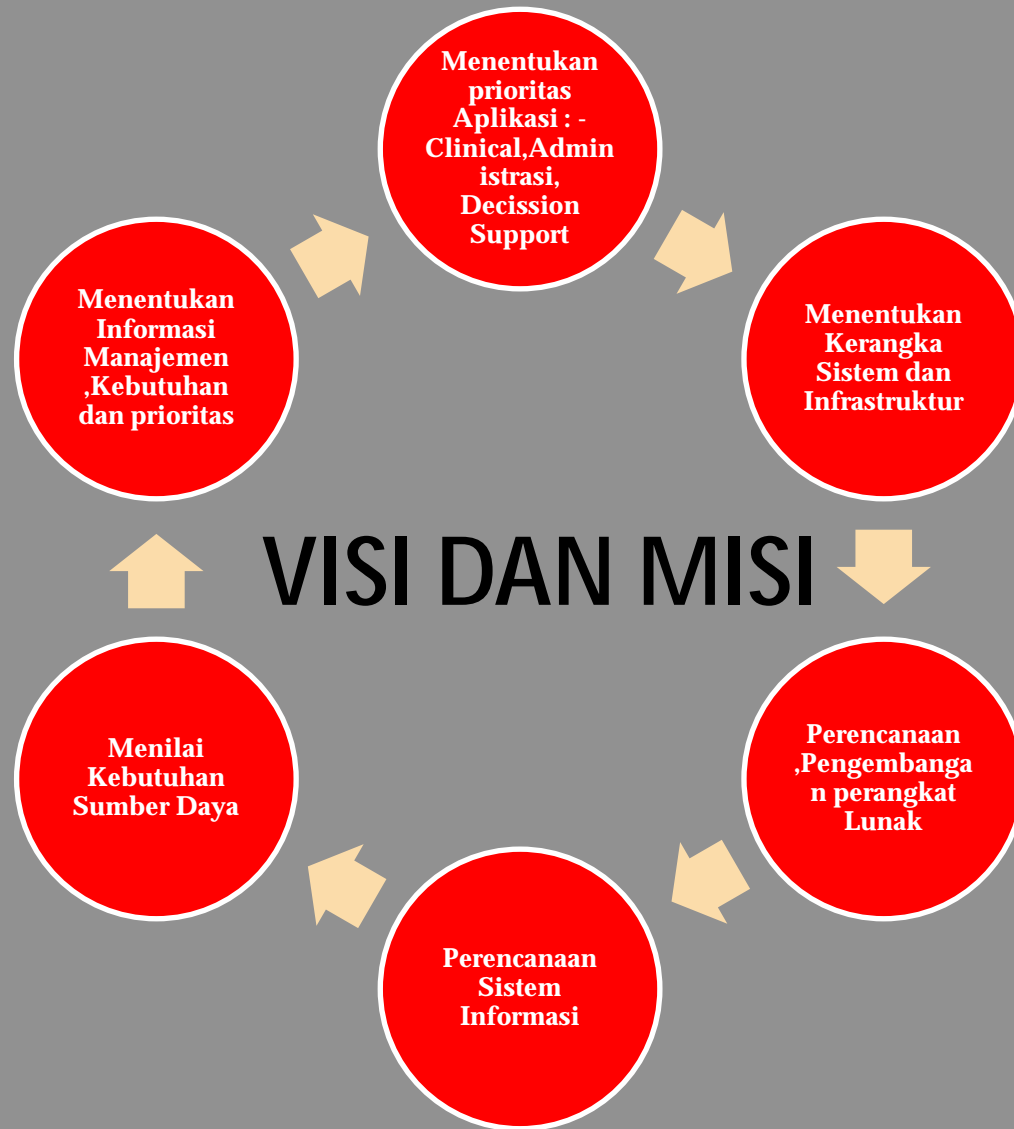 Menentukan
prioritas
Aplikasi : -
Clinical,Admin
istrasi,
Decission
Support
Menentukan
Kerangka
Sistem dan
Infrastruktur
Perencanaan
,Pengembanga
n perangkat
Lunak
Perencanaan
Sistem
Informasi
Menilai
Kebutuhan
Sumber Daya
Menentukan
Informasi
Manajemen
,Kebutuhan
dan prioritas
VISI DAN MISI